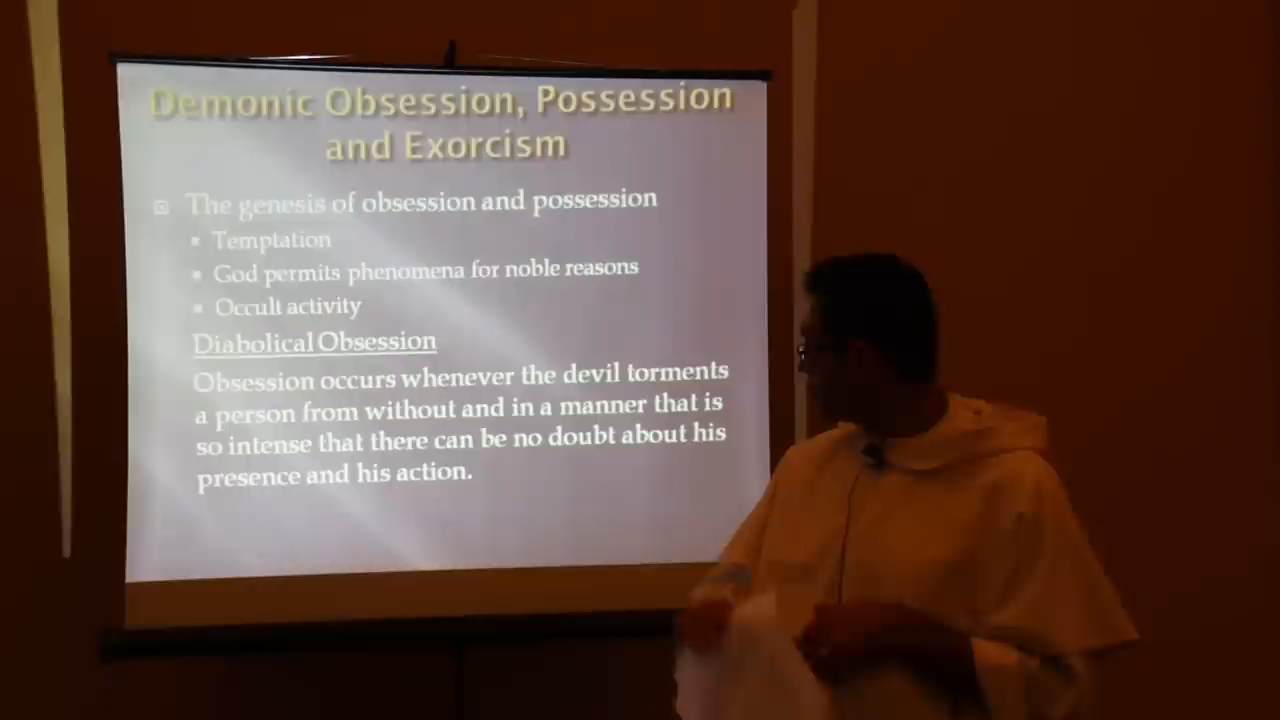 Demonic Obsession, Possession
and Exorcism
The genesis of obsession and possession
Temptation
God permits phenomena for noble reasons
Occult activity
Diabolical Obsession
Obsession occurs whenever the devil torments
a person from without and in a manner that is
so intense that there can be no doubt about his
presence and his action.